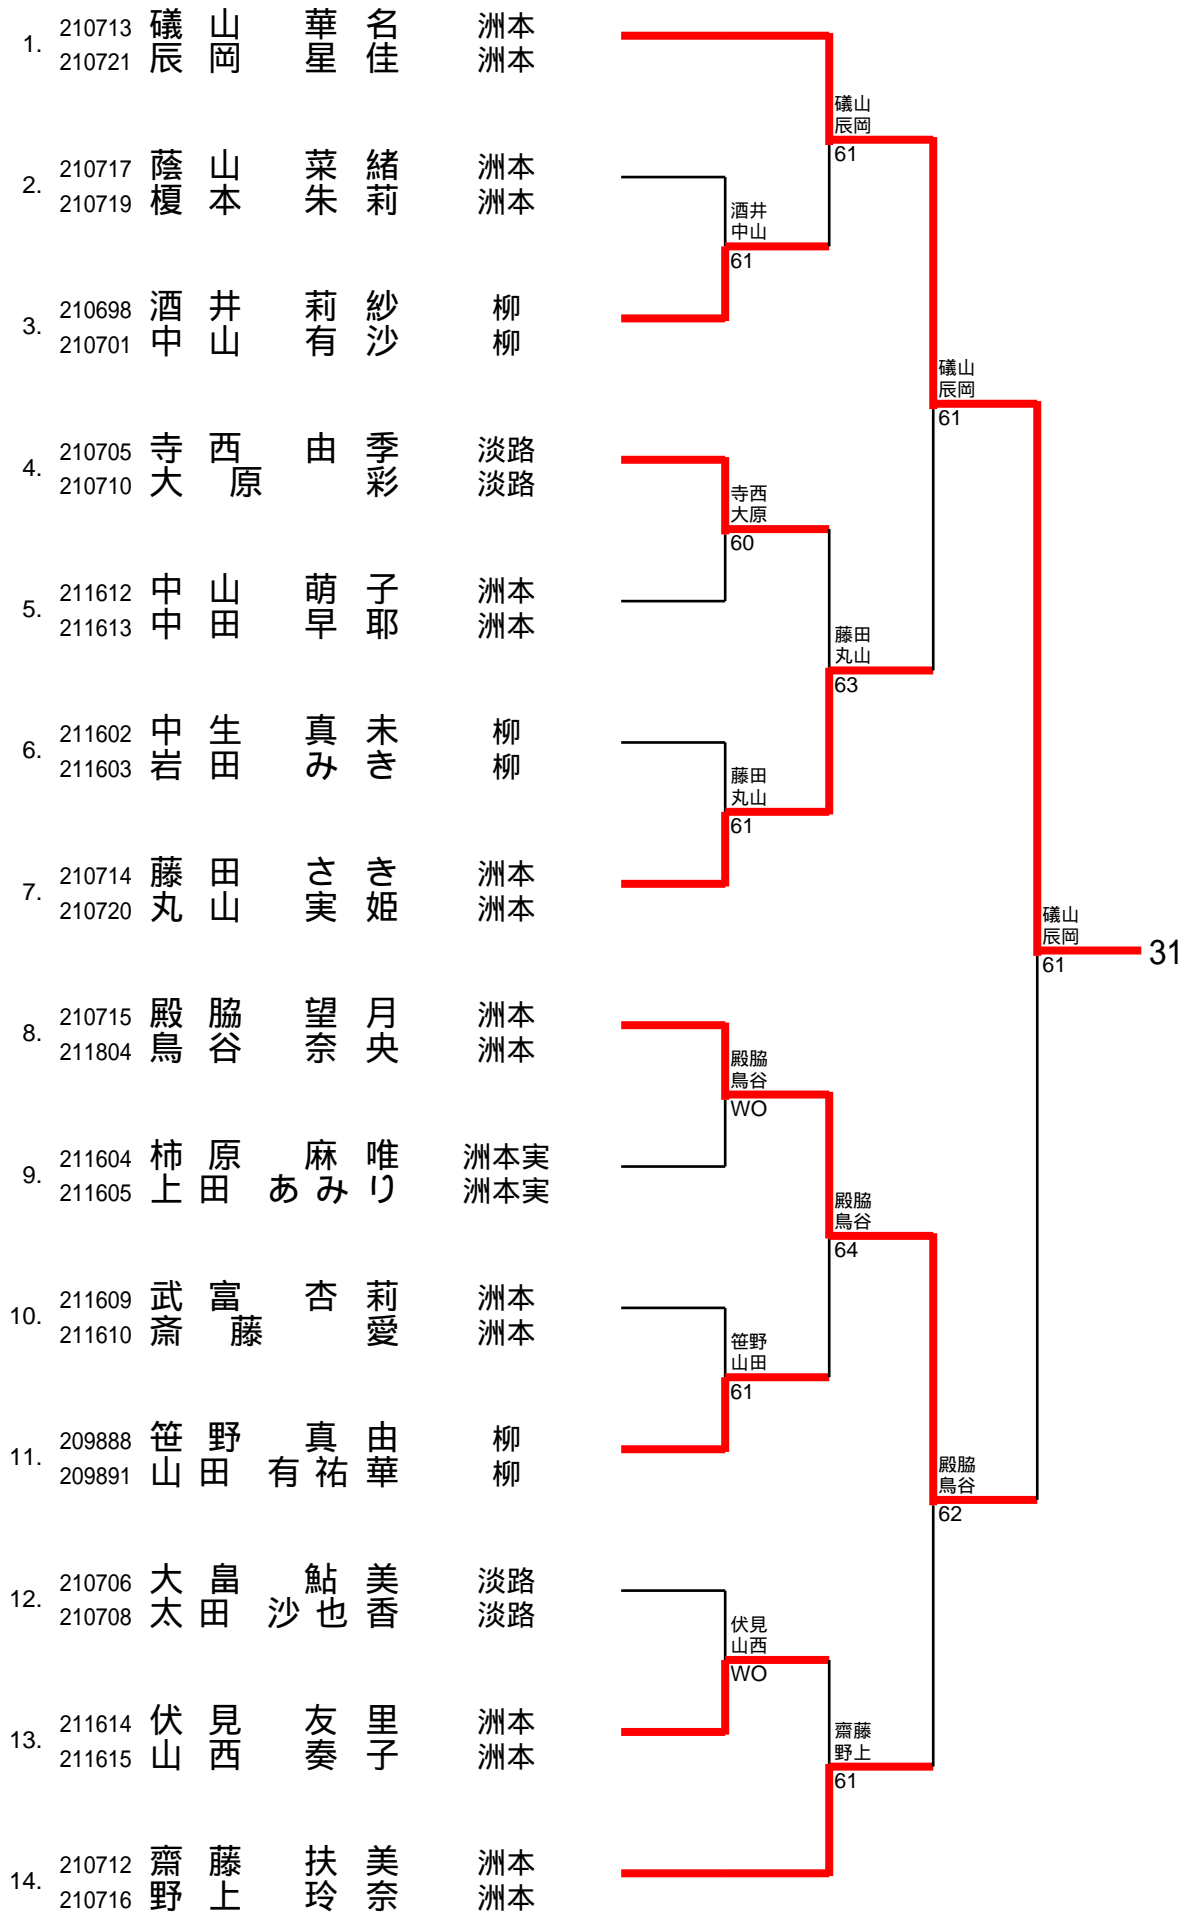 1. 210713 礒山 華名 洲本
210721 辰岡 星佳 洲本
礒山
辰岡
61
2. 210717 蔭山 菜緒 洲本
210719 榎本 朱莉 洲本
酒井
中山
61
3. 210698 酒井 莉紗 柳
210701 中山 有沙 柳
礒山
辰岡
61
4. 210705 寺西 由季 淡路
210710 大原 彩 淡路
寺西
大原
60
5. 211612 中山 萌子 洲本
211613 中田 早耶 洲本
藤田
丸山
63
6. 211602 中生 真未 柳
211603 岩田 みき 柳
藤田
丸山
61
7. 210714 藤田 さき 洲本
210720 丸山 実姫 洲本
礒山
辰岡
61
31
8. 210715 殿脇 望月 洲本
211804 鳥谷 奈央 洲本
殿脇
鳥谷
WO
9. 211604 柿原 麻唯 洲本実
211605 上田 あみり 洲本実
殿脇
鳥谷
64
10. 211609 武富 杏莉 洲本
211610 斎藤 愛 洲本
笹野
山田
61
11. 209888 笹野 真由 柳
209891 山田 有祐華 柳
殿脇
鳥谷
62
12. 210706 大畠 鮎美 淡路
210708 太田 沙也香 淡路
伏見
山西
WO
13. 211614 伏見 友里 洲本
211615 山西 奏子 洲本
齋藤
野上
61
14. 210712 齋藤 扶美 洲本
210716 野上 玲奈 洲本